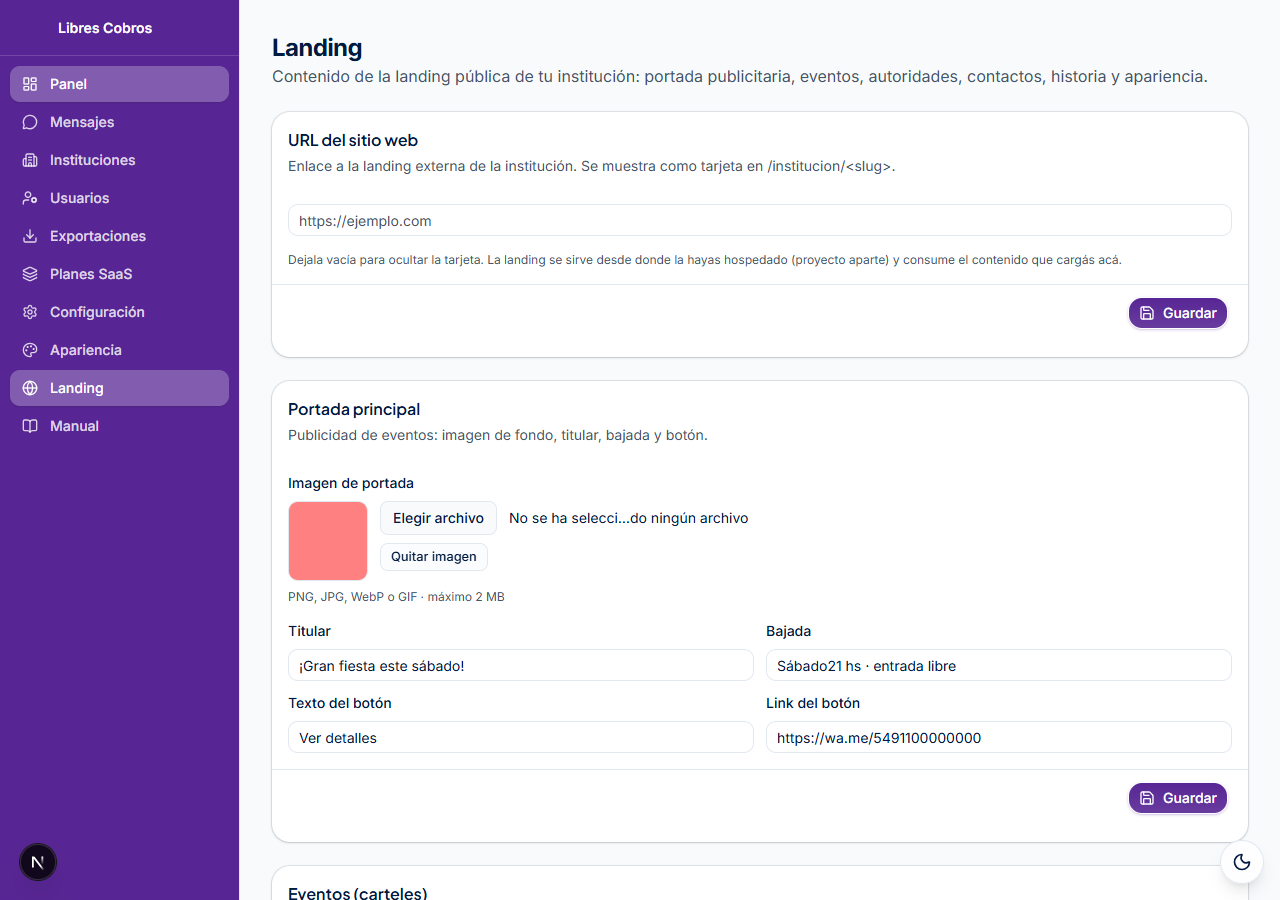 Libres Cobros
Panel
Mensajes
Instituciones
Usuarios
Exportaciones
Planes SaaS
Configuración
Apariencia
Landing
Manual
N
Landing
Contenido de la landing pública de tu institución: portada publicitaria, eventos, autoridades, contactos, historia y apariencia.
URL del sitio web
Enlace a la landing externa de la institución. Se muestra como tarjeta en /institucion/<slug>.
https://ejemplo.com
Dejala vacía para ocultar la tarjeta. La landing se sirve desde donde la hayas hospedado (proyecto aparte) y consume el contenido que cargás acá.
Guardar
Portada principal
Publicidad de eventos: imagen de fondo, titular, bajada y botón.
Imagen de portada
Elegir archivo No se ha selecci...do ningún archivo
Quitar imagen
PNG, JPG, WebP o GIF · máximo 2 MB
Titular
¡Gran fiesta este sábado!
Bajada
Sábado21 hs · entrada libre
Texto del botón
Ver detalles
Link del botón
https://wa.me/5491100000000
Guardar
Eventos (carteles)